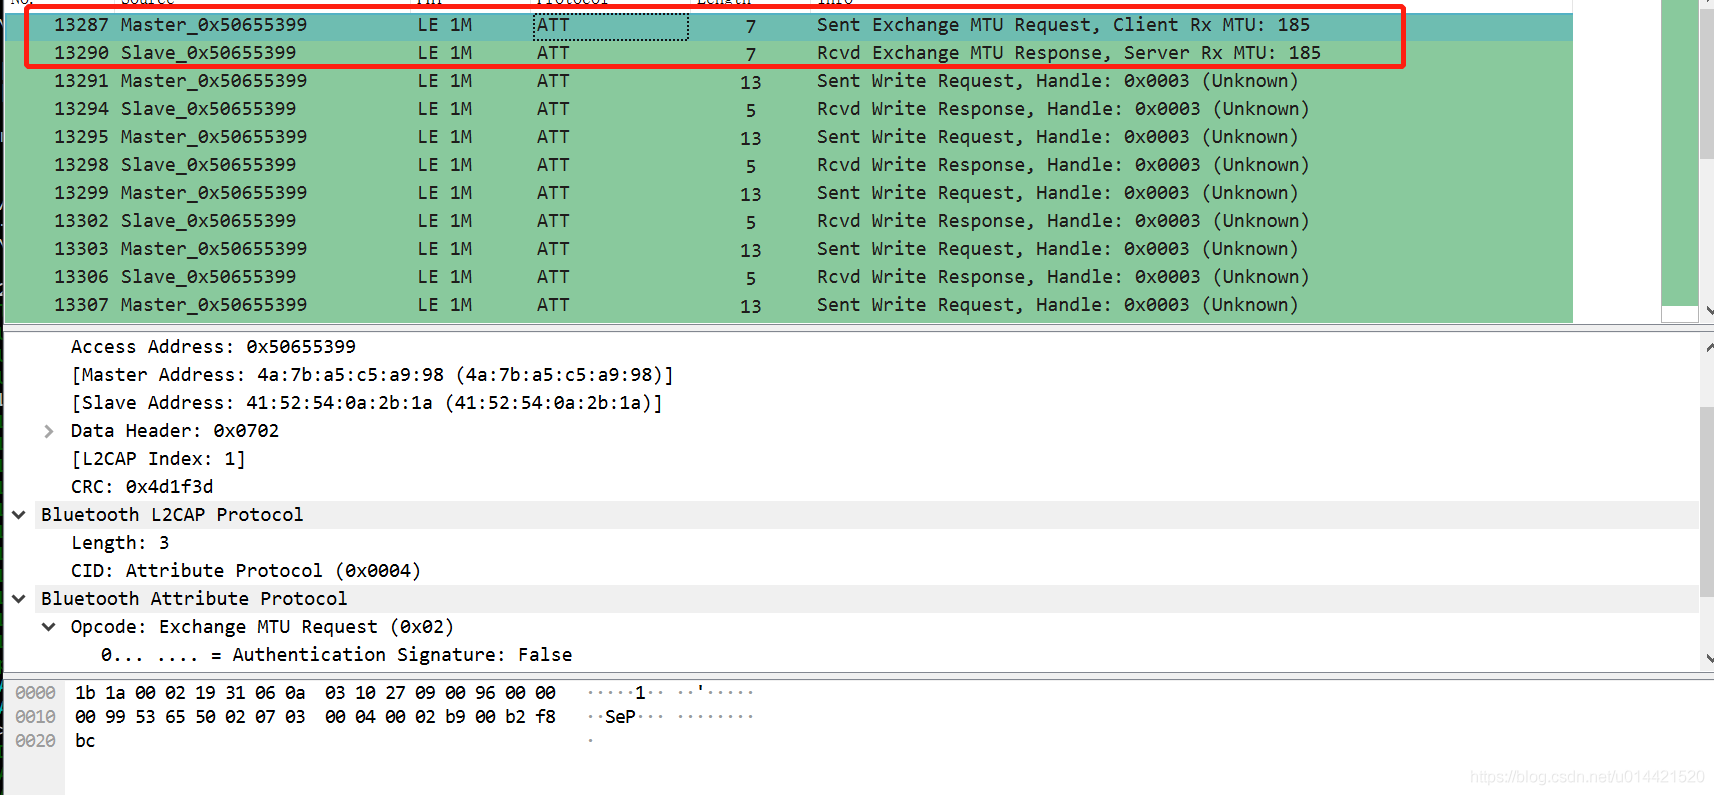 No. Source PHY Protocol Length Info
13287 Master_0x50655399 LE 1M ATT 7 Sent Exchange MTU Request, Client Rx MTU: 185
13290 Slave_0x50655399 LE 1M ATT 7 Rcvd Exchange MTU Response, Server Rx MTU: 185
13291 Master_0x50655399 LE 1M ATT 13 Sent Write Request, Handle: 0x0003 (Unknown)
13294 Slave_0x50655399 LE 1M ATT 5 Rcvd Write Response, Handle: 0x0003 (Unknown)
13295 Master_0x50655399 LE 1M ATT 13 Sent Write Request, Handle: 0x0003 (Unknown)
13298 Slave_0x50655399 LE 1M ATT 5 Rcvd Write Response, Handle: 0x0003 (Unknown)
13299 Master_0x50655399 LE 1M ATT 13 Sent Write Request, Handle: 0x0003 (Unknown)
13302 Slave_0x50655399 LE 1M ATT 5 Rcvd Write Response, Handle: 0x0003 (Unknown)
13303 Master_0x50655399 LE 1M ATT 13 Sent Write Request, Handle: 0x0003 (Unknown)
13306 Slave_0x50655399 LE 1M ATT 5 Rcvd Write Response, Handle: 0x0003 (Unknown)
13307 Master_0x50655399 LE 1M ATT 13 Sent Write Request, Handle: 0x0003 (Unknown)
Access Address: 0x50655399
[Master Address: 4a:7b:a5:c5:a9:98 (4a:7b:a5:c5:a9:98)]
[Slave Address: 41:52:54:0a:2b:1a (41:52:54:0a:2b:1a)]
Data Header: 0x0702
[L2CAP Index: 1]
CRC: 0x4d1f3d
Bluetooth L2CAP Protocol
Length: 3
CID: Attribute Protocol (0x0004)
Bluetooth Attribute Protocol
Opcode: Exchange MTU Request (0x02)
0... .... = Authentication Signature: False
0000 1b 1a 00 02 19 31 06 0a 03 10 27 09 00 96 00 00 ·····1·· ··'·····
0010 00 99 53 65 50 02 07 03 00 04 00 02 b9 00 b2 f8 ··SeP··· ········
0020 bc ·
https://blog.csdn.net/u014421520